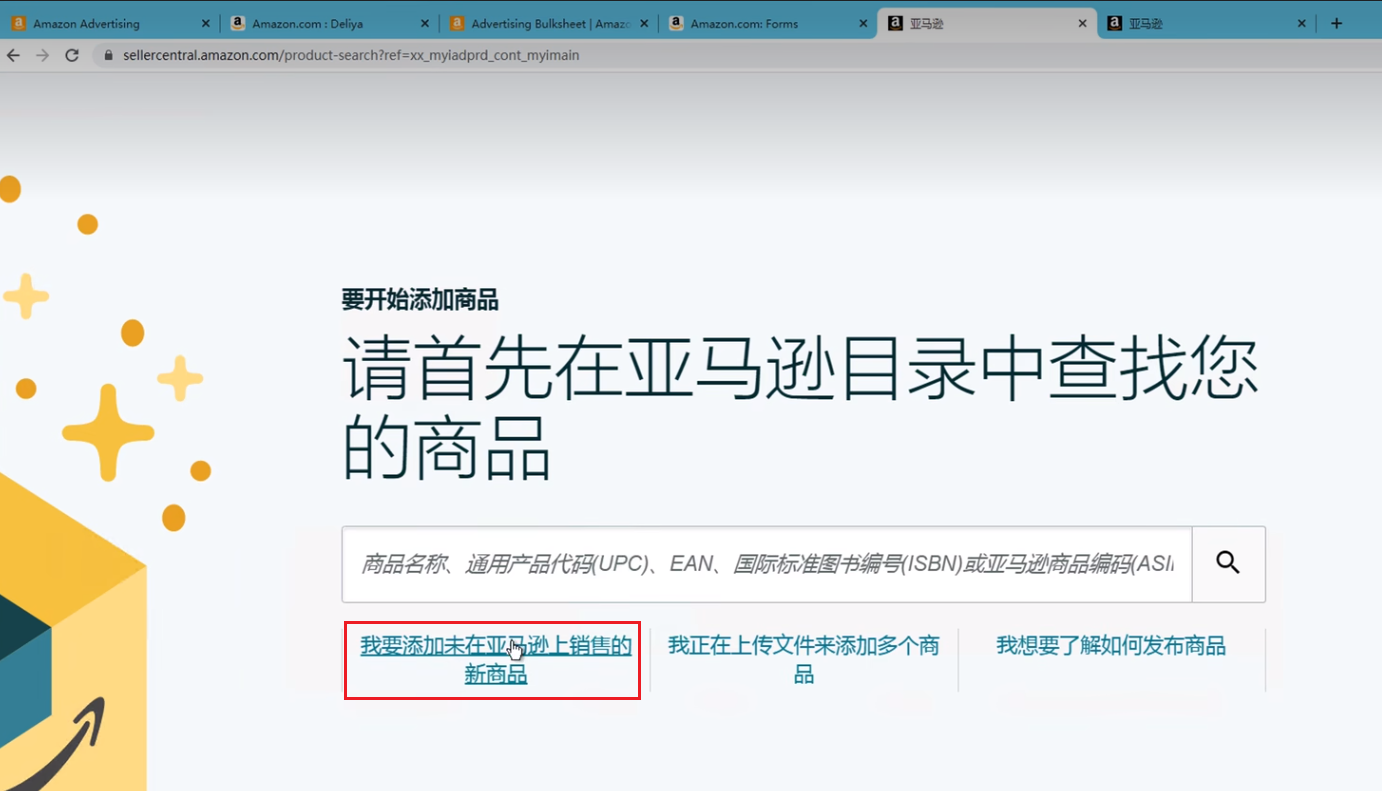 Amazon Advertising
Amazon.com : Deliya
Advertising Bulksheet | Amazo
Amazon.com: Forms
亚马逊
亚马逊
sellercentral.amazon.com/product-search?ref=xx_myiadprd_cont_myimain
要开始添加商品
请首先在亚马逊目录中查找您
的商品
商品名称、通用产品代码(UPC)、EAN、国际标准图书编号(ISBN)或亚马逊商品编码(ASI
我要添加未在亚马逊上销售的
新商品
我正在上传文件来添加多个商
品
我想要了解如何发布商品